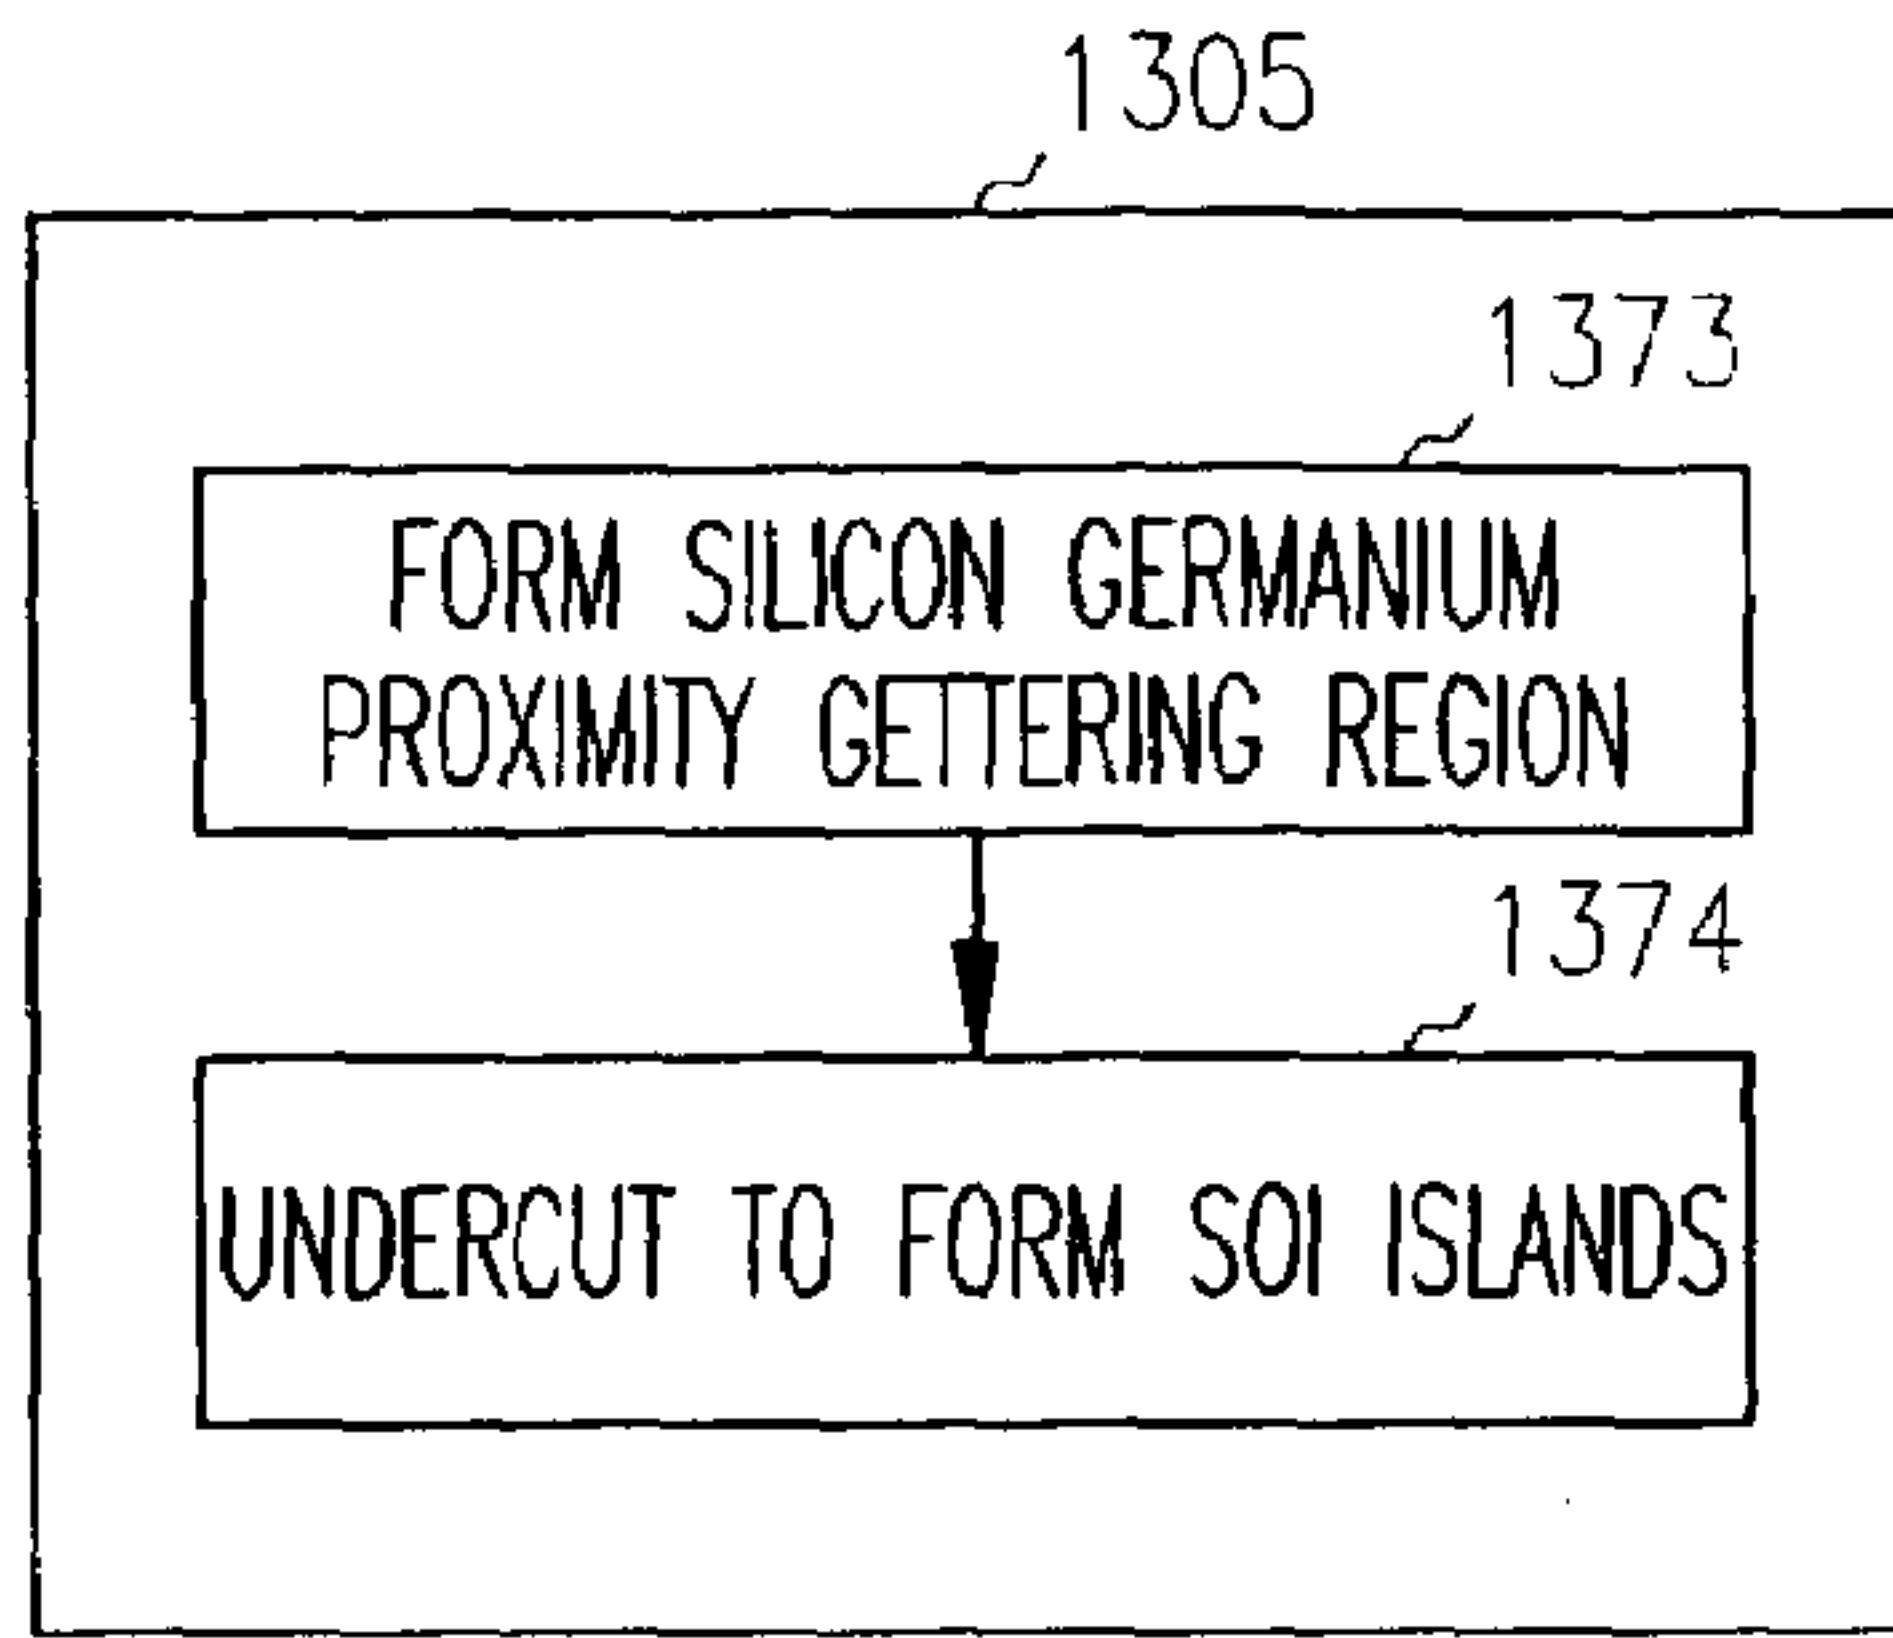 1305
1373
FORM SILICON GERMANIUM
PROXIMITY GETTERING REGION
1374
UNDERCUT TO FORM SOI ISLANDS